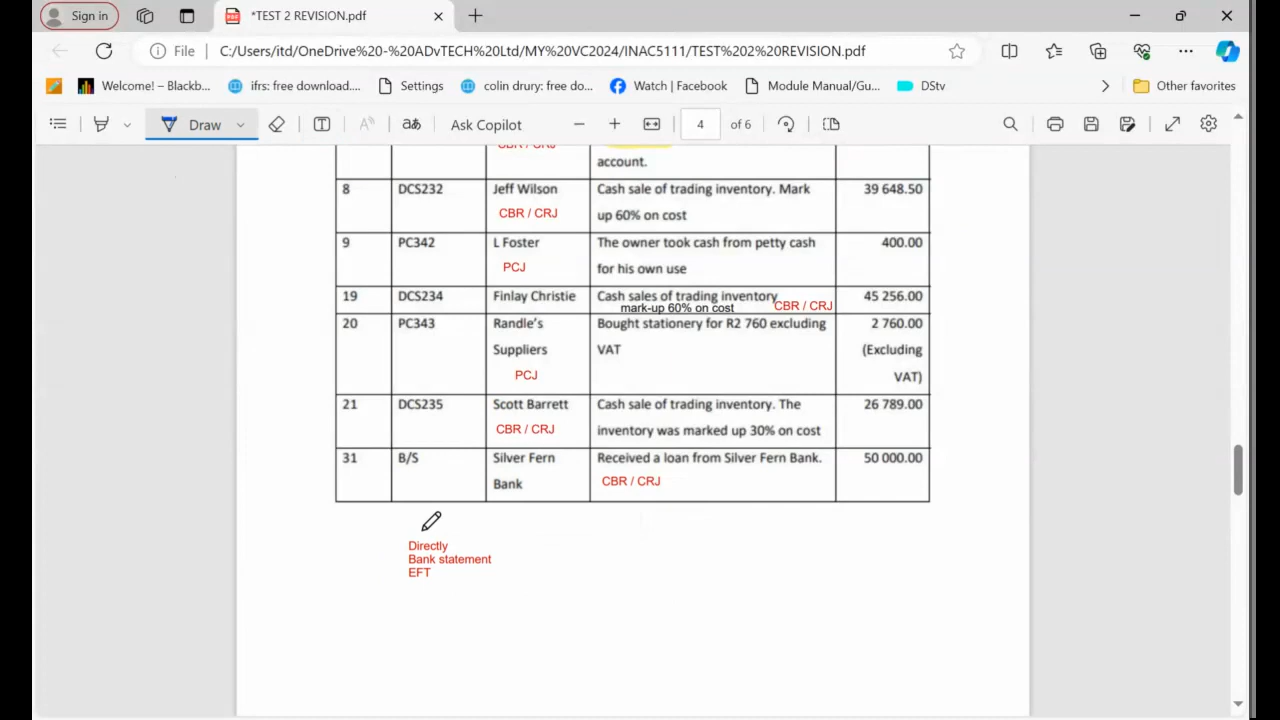 Sign in
*TEST 2 REVISION.pdf
File
C:/Users/itd/OneDrive%20-%20ADvTECH%20Ltd/MY%20VC2024/INAC5111/TEST%202%20REVISION.pdf
Welcome! – Blackb...
ifrs: free download....
Settings
colin drury: free do...
Watch | Facebook
Module Manual/Gu...
DStv
Other favorites
Draw
Ask Copilot
4
of 6
CBR / CRJ
account.
8
DCS232
Jeff Wilson
CBR / CRJ
Cash sale of trading inventory. Mark
up 60% on cost
39 648.50
9
PC342
L Foster
PCJ
The owner took cash from petty cash
for his own use
400.00
19
DCS234
Finlay Christie
Cash sales of trading inventory
mark-up 60% on cost
CBR / CRJ
45 256.00
20
PC343
Randle's
Suppliers
PCJ
Bought stationery for R2 760 excluding
VAT
2 760.00
(Excluding
VAT)
21
DCS235
Scott Barrett
CBR / CRJ
Cash sale of trading inventory. The
inventory was marked up 30% on cost
26 789.00
31
B/S
Silver Fern
Bank
Received a loan from Silver Fern Bank.
CBR / CRJ
50 000.00
Directly
Bank statement
EFT